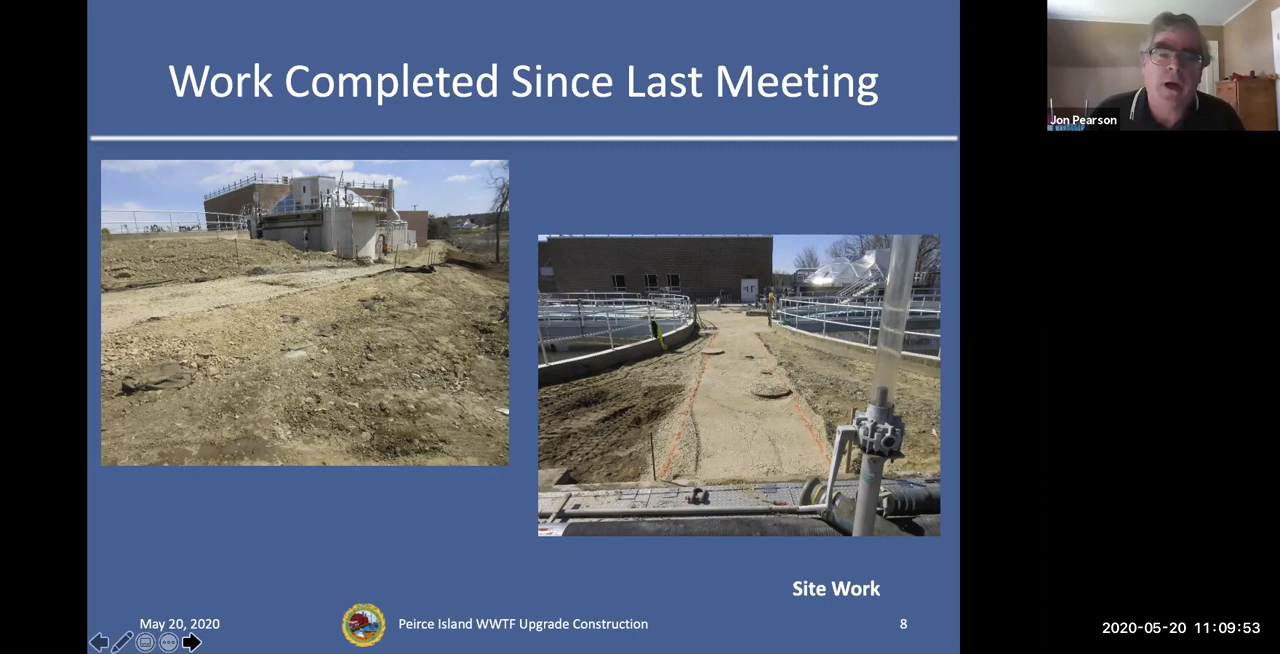 Work Completed Since Last Meeting
Jon Pearson
Site Work
May 20, 2020
Peirce Island WWTF Upgrade Construction
8
2020-05-20 11:09:53